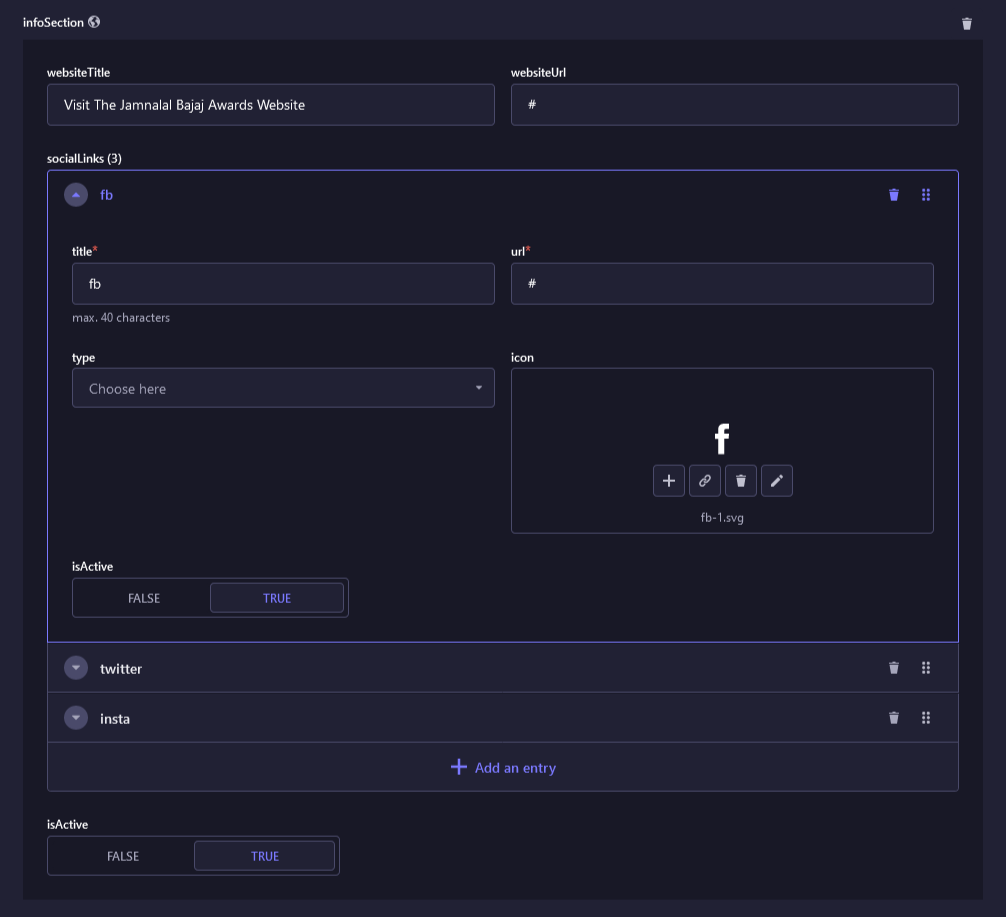 infoSection
websiteTitle websiteUrl
Visit The Jamnalal Bajaj Awards Website #
socialLinks (3)
fb
title* url*
fb #
max. 40 characters
type icon
Choose here
f
fb-1.svg
isActive
FALSE TRUE
twitter
insta
Add an entry
isActive
FALSE TRUE